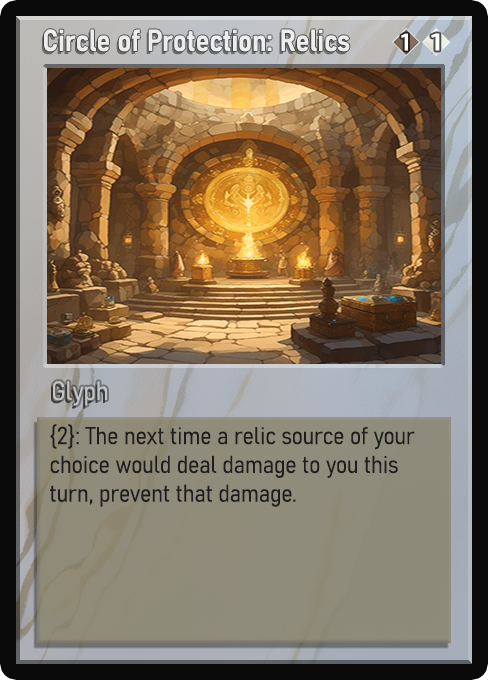 Circle of Protection: Relics 1 1
Glyph
{2}: The next time a relic source of your
choice would deal damage to you this
turn, prevent that damage.